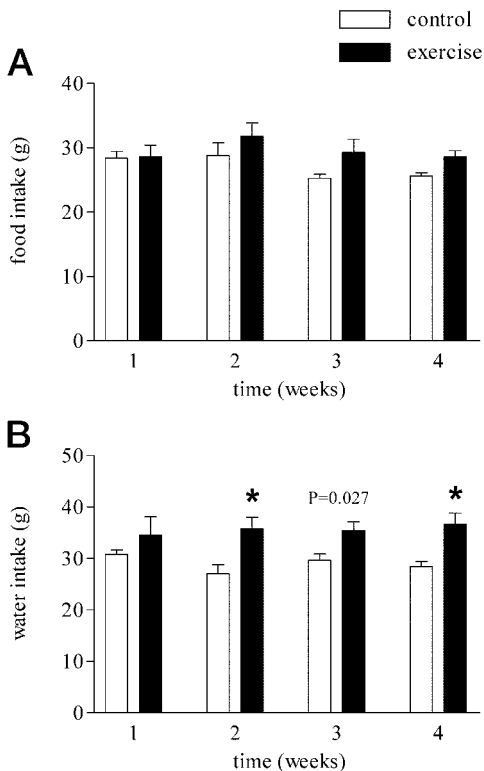 control
exercise
A
40
30
20
10
0
food intake (g)
1 2 3 4
time (weeks)
B
50
40
30
20
10
0
water intake (g)
* P=0.027 *
1 2 3 4
time (weeks)